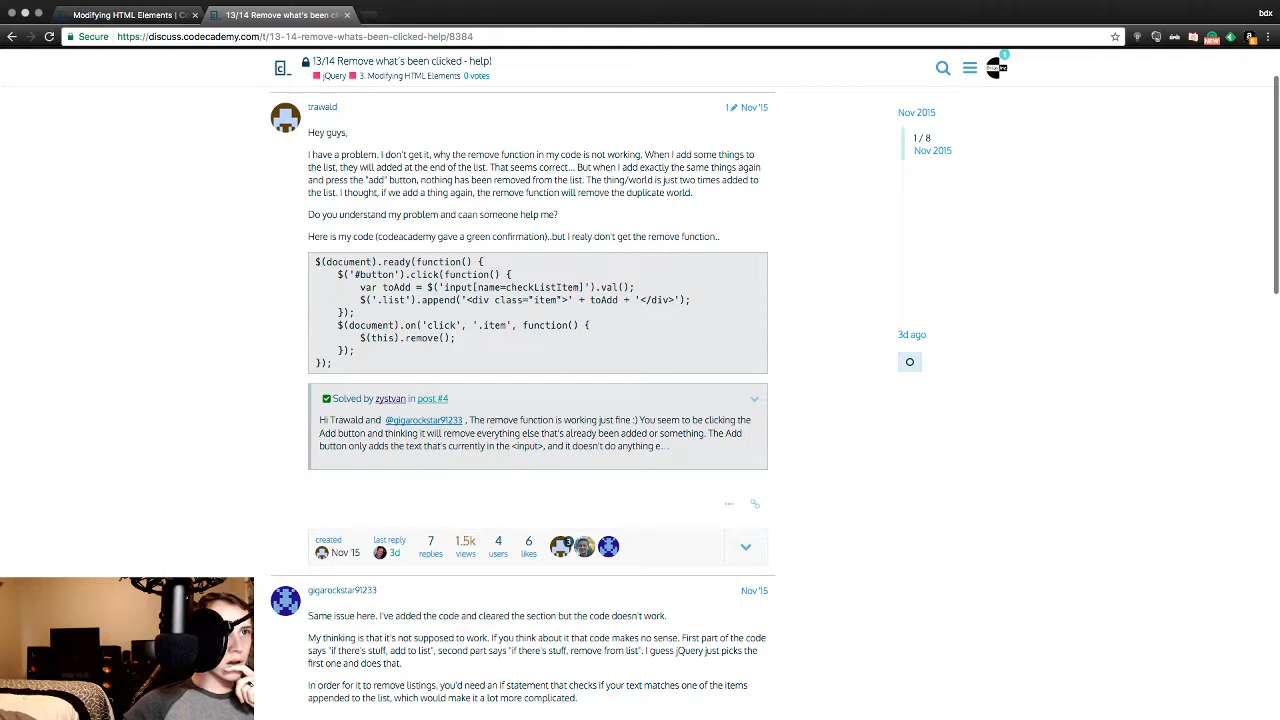 Modifying HTML Elements | Co
13/14 Remove what's been cli
bdx
Secure https://discuss.codecademy.com/t/13-14-remove-whats-been-clicked-help/8384
NEW
13/14 Remove what's been clicked - help!
jQuery 3. Modifying HTML Elements 0 votes
1
trawald
1 Nov '15
Hey guys,
I have a problem. I don't get it, why the remove function in my code is not working. When I add some things to
the list, they will added at the end of the list. That seems correct... But when I add exactly the same things again
and press the "add" button, nothing has been removed from the list. The thing/world is just two times added to
the list. I thought, if we add a thing again, the remove function will remove the duplicate world.
Do you understand my problem and caan someone help me?
Here is my code (codeacademy gave a green confirmation)..but I realy don't get the remove function..
$(document).ready(function() {
$('#button').click(function() {
var toAdd = $('input[name=checkListItem]').val();
$('.list').append('<div class="item">' + toAdd + '</div>');
});
$(document).on('click', '.item', function() {
$(this).remove();
});
});
Solved by zystvan in post #4
Hi Trawald and @gigarockstar91233 , The remove function is working just fine :) You seem to be clicking the
Add button and thinking it will remove everything else that's already been added or something. The Add
button only adds the text that's currently in the <input>, and it doesn't do anything e...
created
Nov '15
last reply
3d
7
replies
1.5k
views
4
users
6
likes
3
Nov 2015
1 / 8
Nov 2015
3d ago
gigarockstar91233
Nov '15
Same issue here. I've added the code and cleared the section but the code doesn't work.
My thinking is that it's not supposed to work. If you think about it that code makes no sense. First part of the code
says "if there's stuff, add to list", second part says "if there's stuff, remove from list". I guess jQuery just picks the
first one and does that.
In order for it to remove listings, you'd need an if statement that checks if your text matches one of the items
appended to the list, which would make it a lot more complicated.